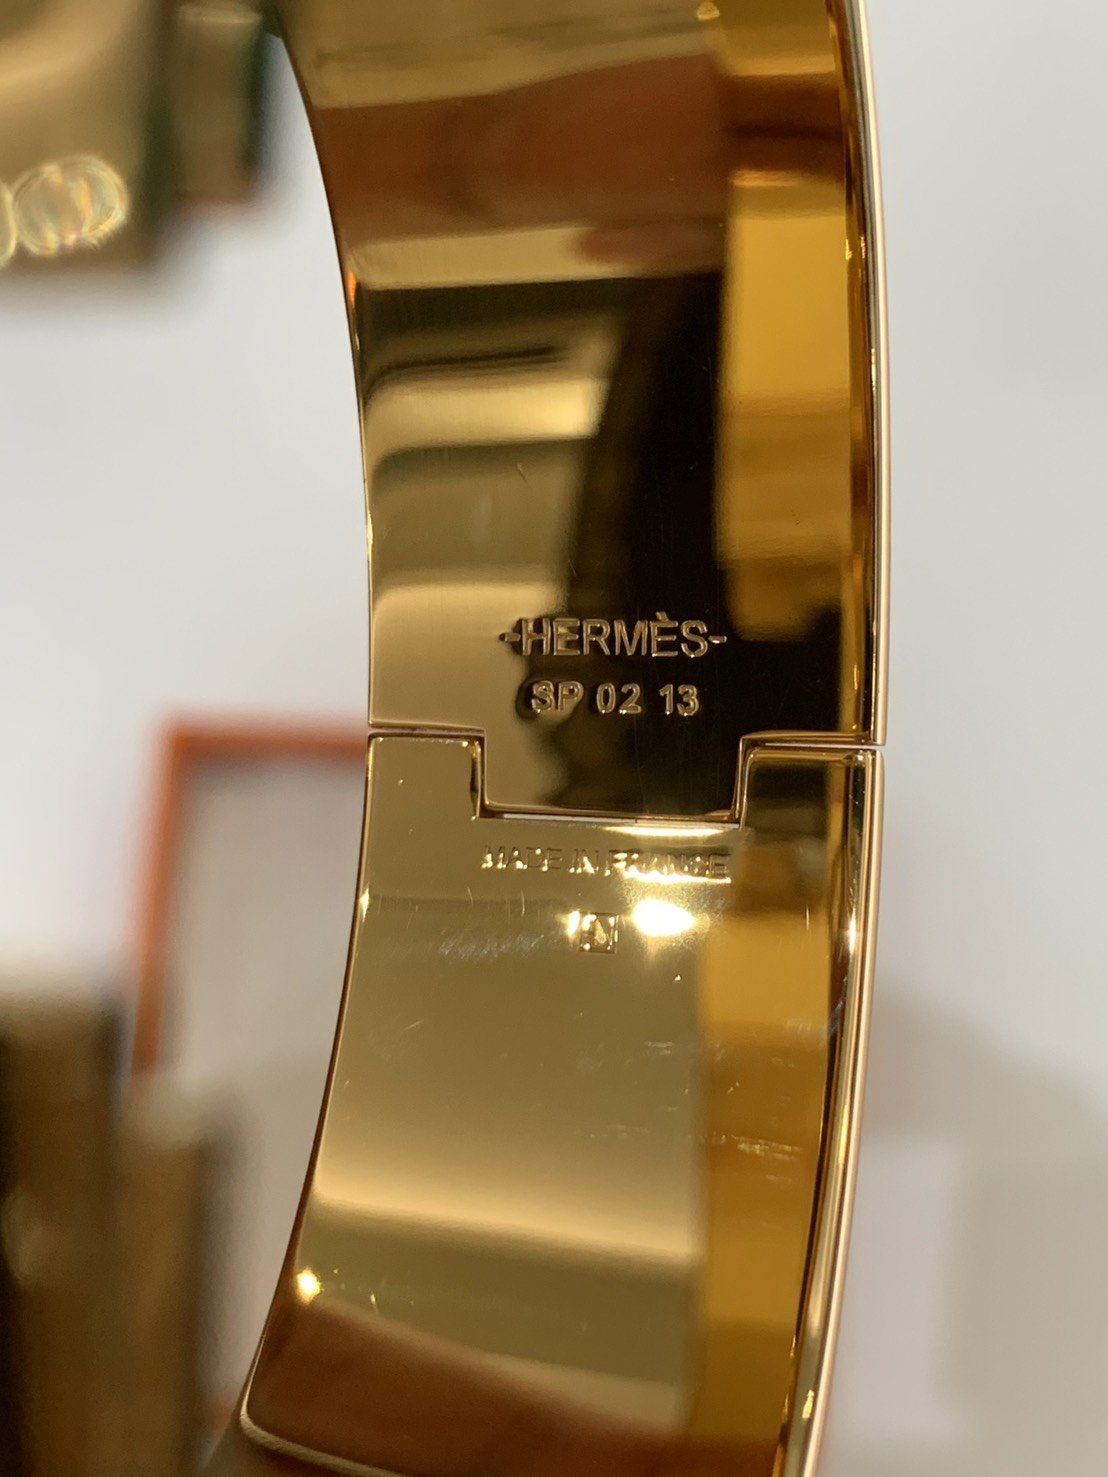 -HERMÈS-
SP 02 13
MADE IN FRANCE
N